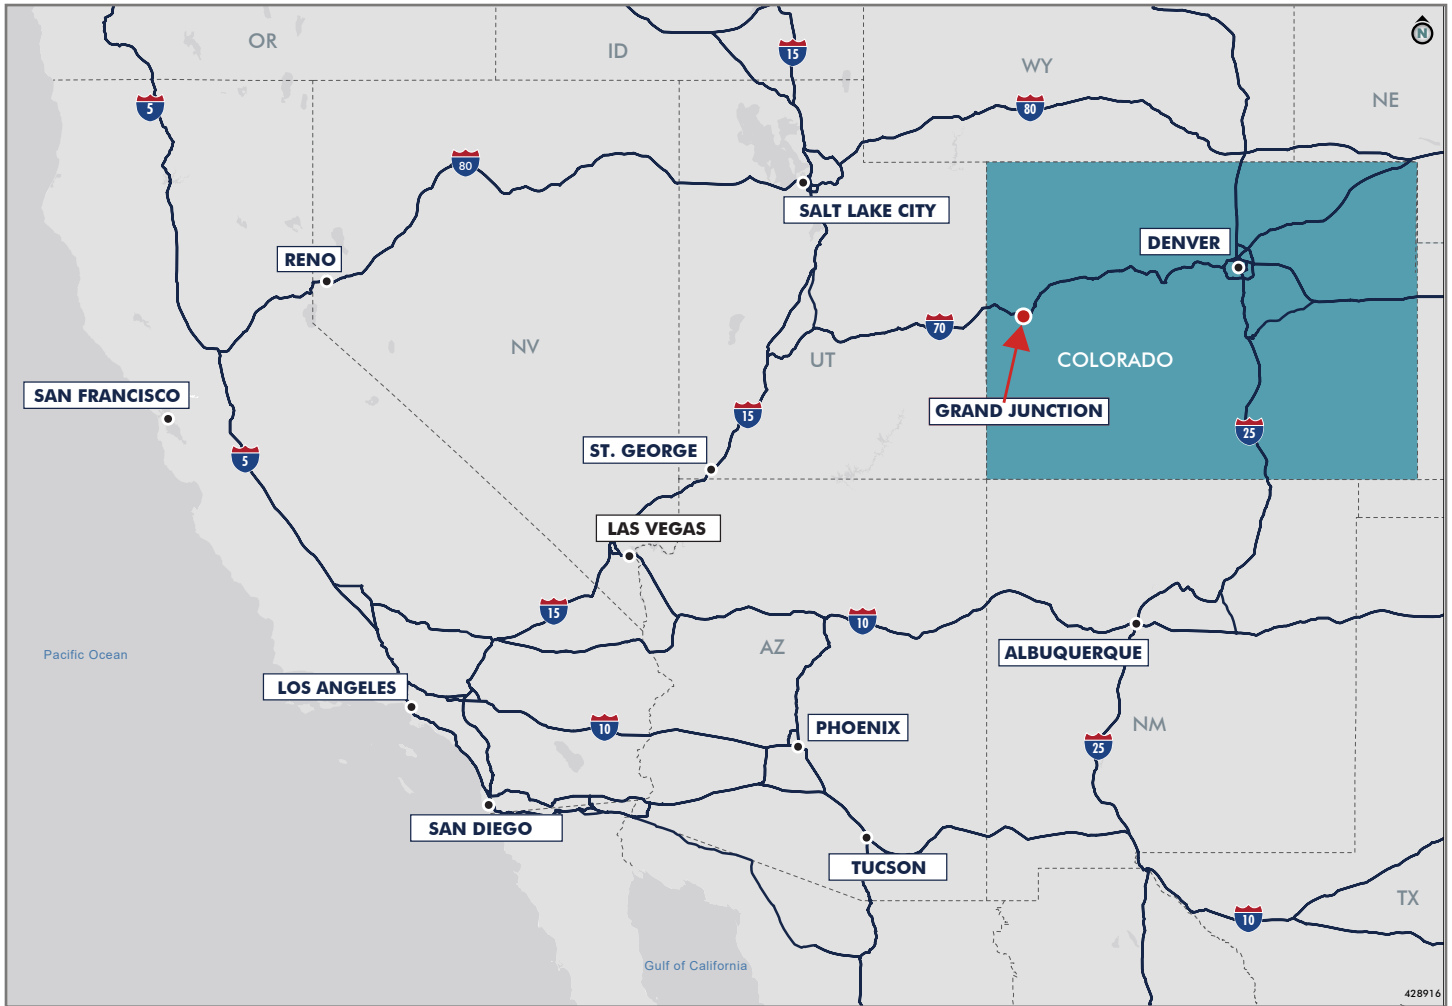 OR
ID
15
WY
N
NE
5
80
80
SALT LAKE CITY
DENVER
RENO
70
NV
UT
COLORADO
SAN FRANCISCO
GRAND JUNCTION
15
25
5
ST. GEORGE
LAS VEGAS
15
10
AZ
ALBUQUERQUE
Pacific Ocean
LOS ANGELES
10
PHOENIX
NM
25
SAN DIEGO
TUCSON
TX
10
Gulf of California
428916